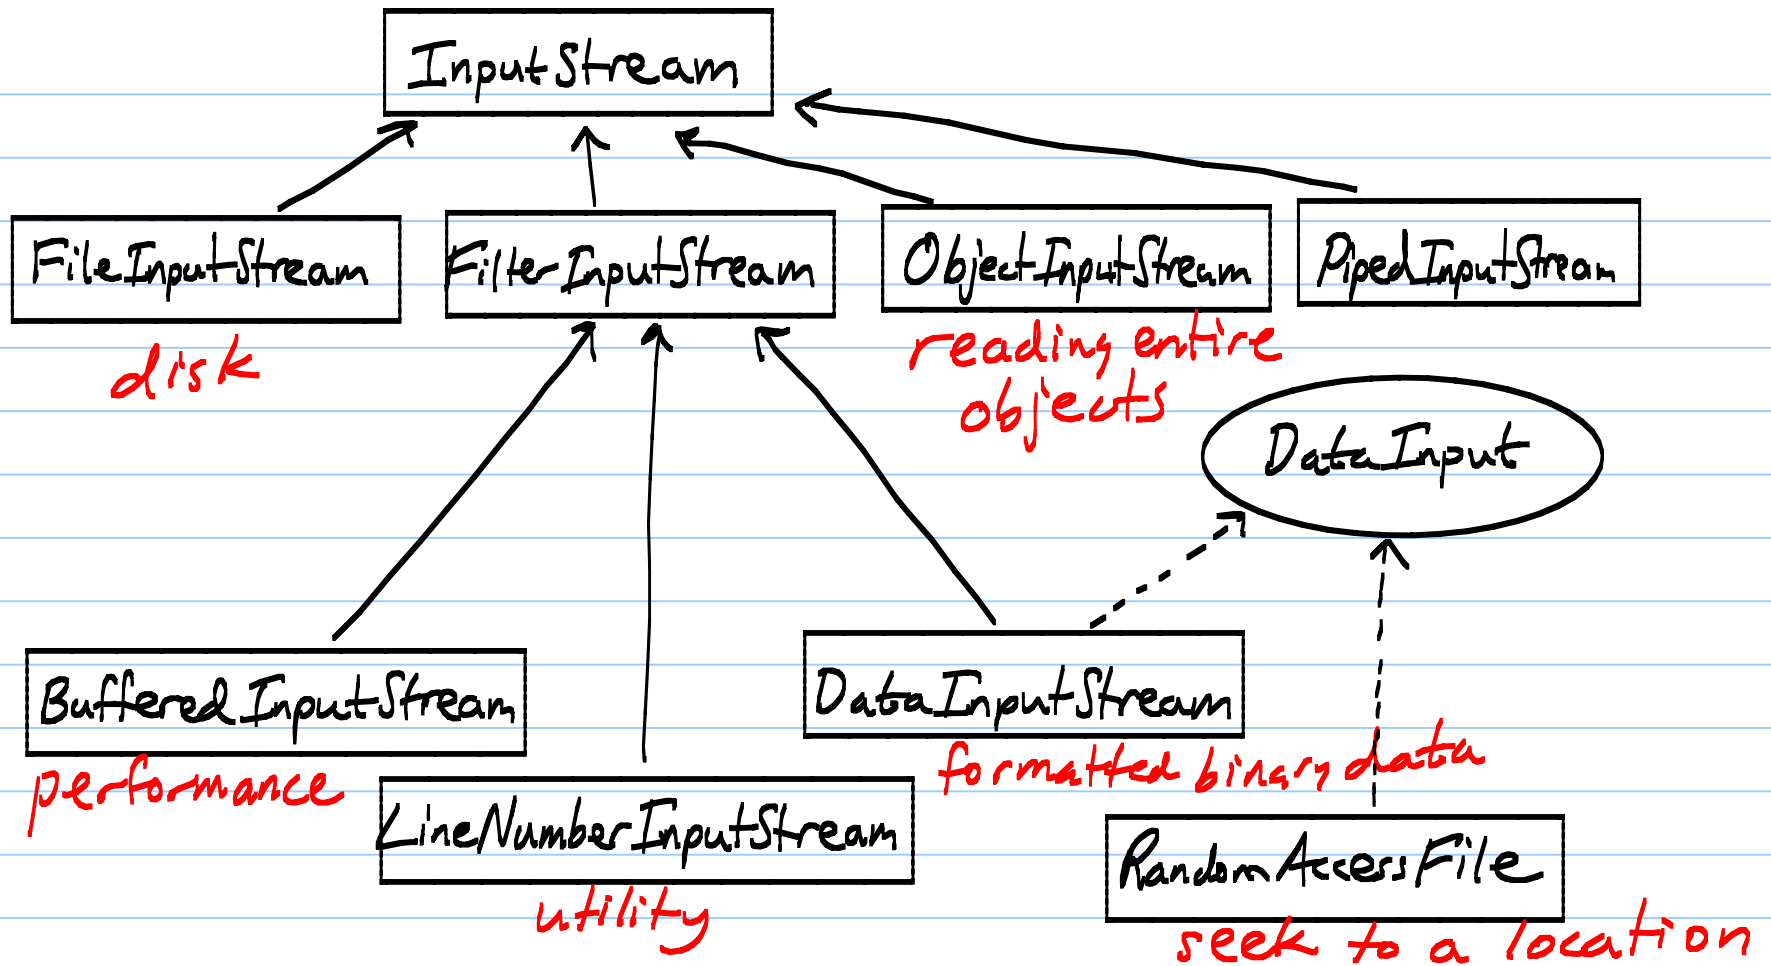 InputStream
FileInputStream
FilterInputStream
ObjectInputStream
PipedInputStream
disk
reading entire
objects
DataInput
BufferedInputStream
DataInputStream
performance
formatted binary data
LineNumberInputStream
RandomAccessFile
utility
seek to a location